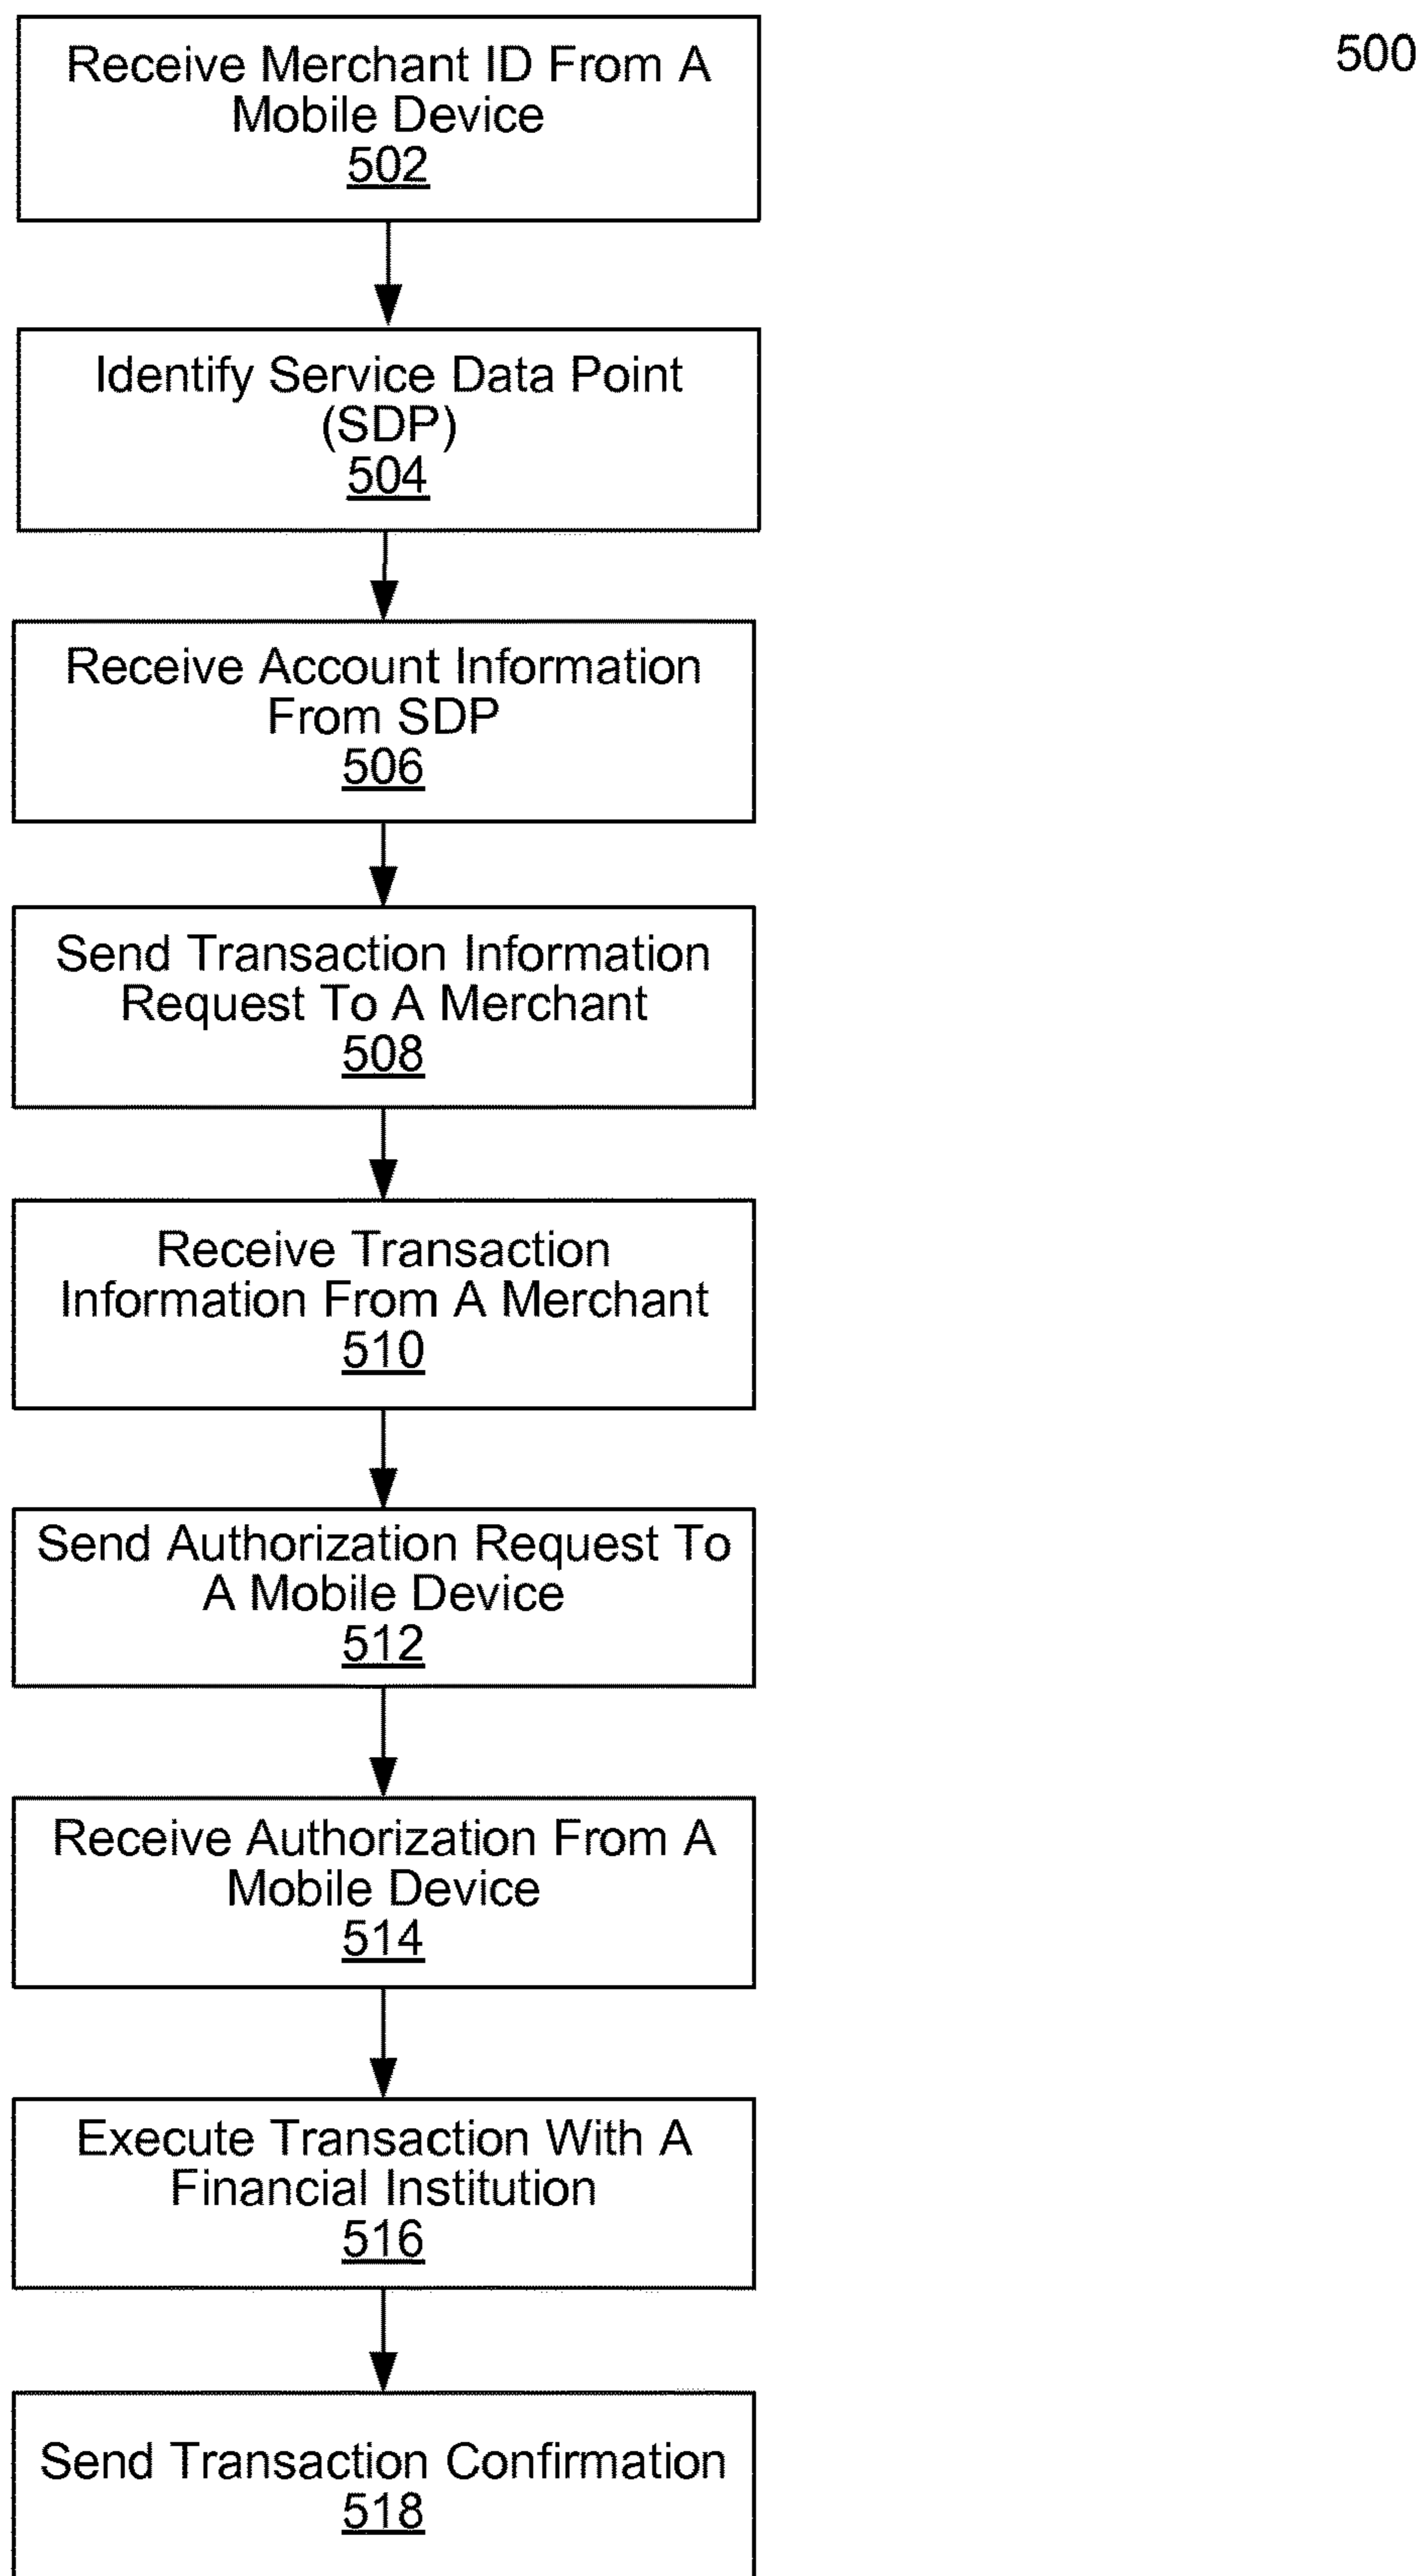 500
Receive Merchant ID From A
Mobile Device
502
Identify Service Data Point
(SDP)
504
Receive Account Information
From SDP
506
Send Transaction Information
Request To A Merchant
508
Receive Transaction
Information From A Merchant
510
Send Authorization Request To
A Mobile Device
512
Receive Authorization From A
Mobile Device
514
Execute Transaction With A
Financial Institution
516
Send Transaction Confirmation
518